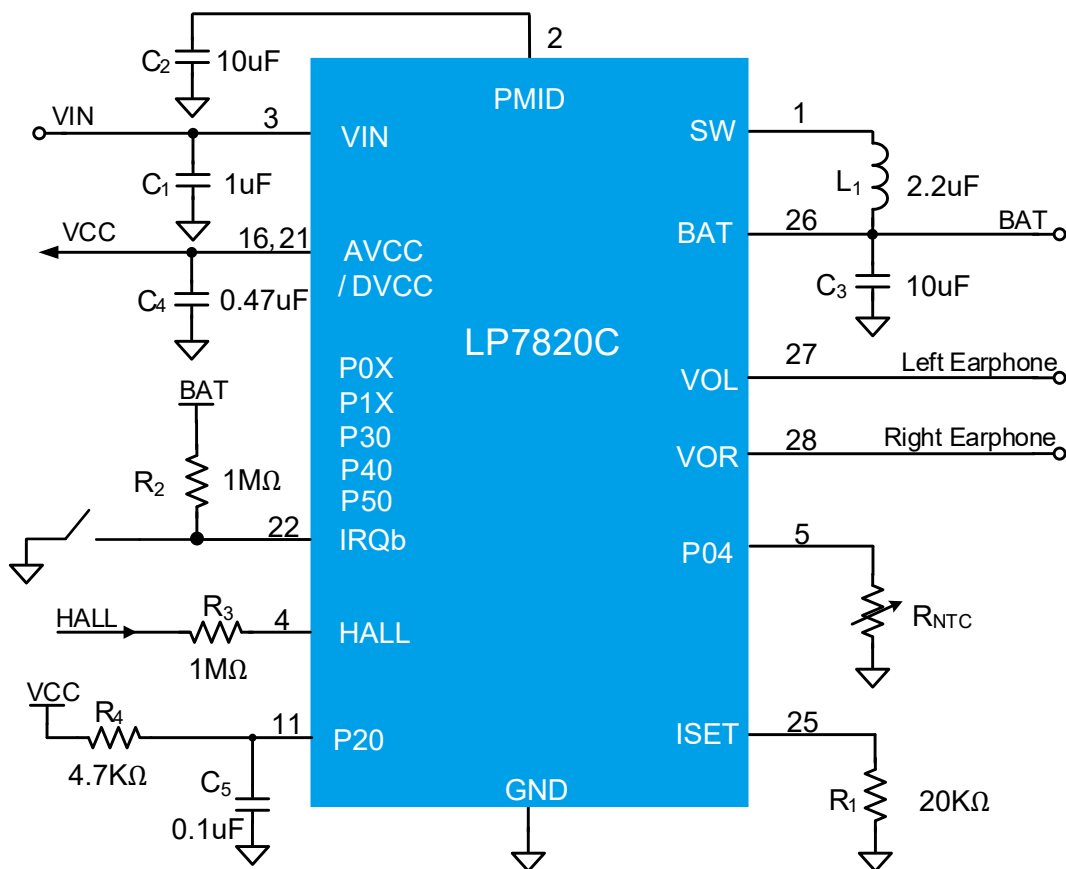 2
C2 10uF
PMID
VIN
3
VIN
SW
1
C1 1uF
L1 2.2uF
VCC
16,21
AVCC
/ DVCC
BAT
26
BAT
C4 0.47uF
C3 10uF
LP7820C
P0X
P1X
P30
P40
P50
VOL
27
Left Earphone
BAT
R2 1MΩ
VOR
28
Right Earphone
22
IRQb
P04
5
RNTC
HALL
R3
1MΩ
4
HALL
VCC
R4
4.7KΩ
11
P20
ISET
25
C5
0.1uF
GND
R1 20KΩ